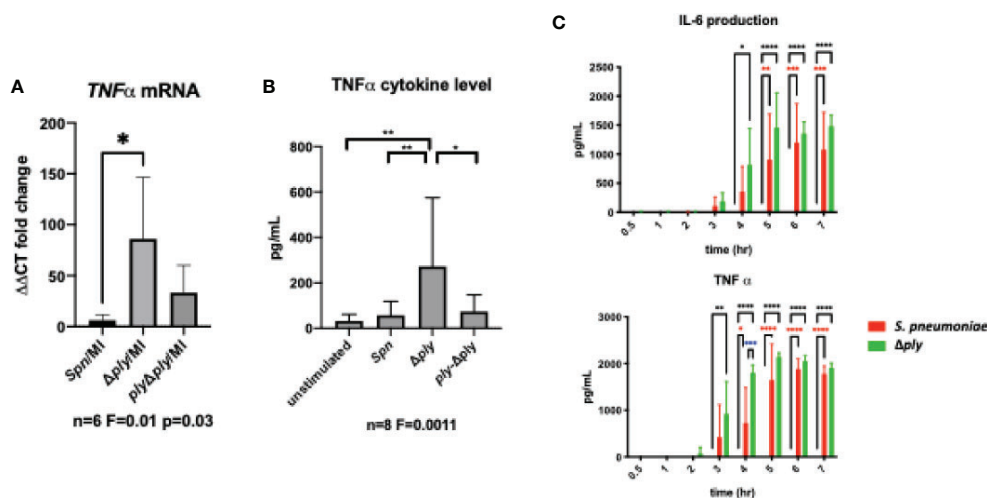 A
TNFα mRNA
*
200
150
100
50
0
ΔΔCT fold change
Spn/MI
Δply/MI
plyΔply/MI
n=6 F=0.01 p=0.03
B
TNFα cytokine level
**
**
*
800
600
400
200
0
pg/mL
unstimulated
Spn
Δply
ply-Δply
n=8 F=0.0011
C
IL-6 production
* **** **** ****
** *** ***
2500
2000
1500
1000
500
0
pg/mL
0.5 1 2 3 4 5 6 7
time (hr)
TNF α
** **** **** **** ****
* *** **** **** ****
3000
2000
1000
0
pg/mL
0.5 1 2 3 4 5 6 7
time (hr)
S. pneumoniae
Δply